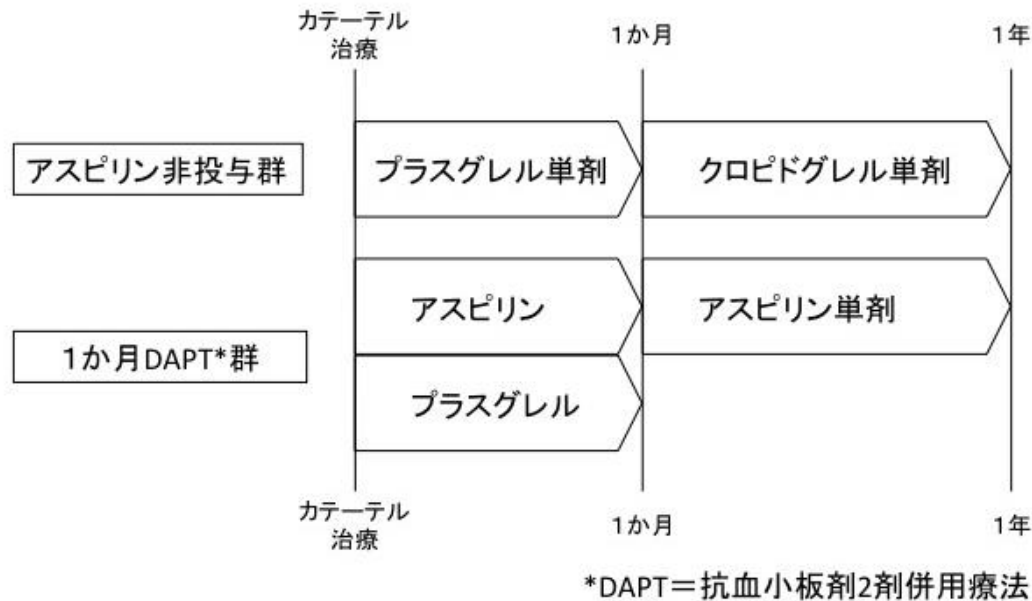 カテーテル
治療
1か月
1年
アスピリン非投与群
プラスグレル単剤
クロピドグレル単剤
1か月DAPT*群
アスピリン
アスピリン単剤
プラスグレル
カテーテル
治療
1か月
1年
*DAPT＝抗血小板剤2剤併用療法